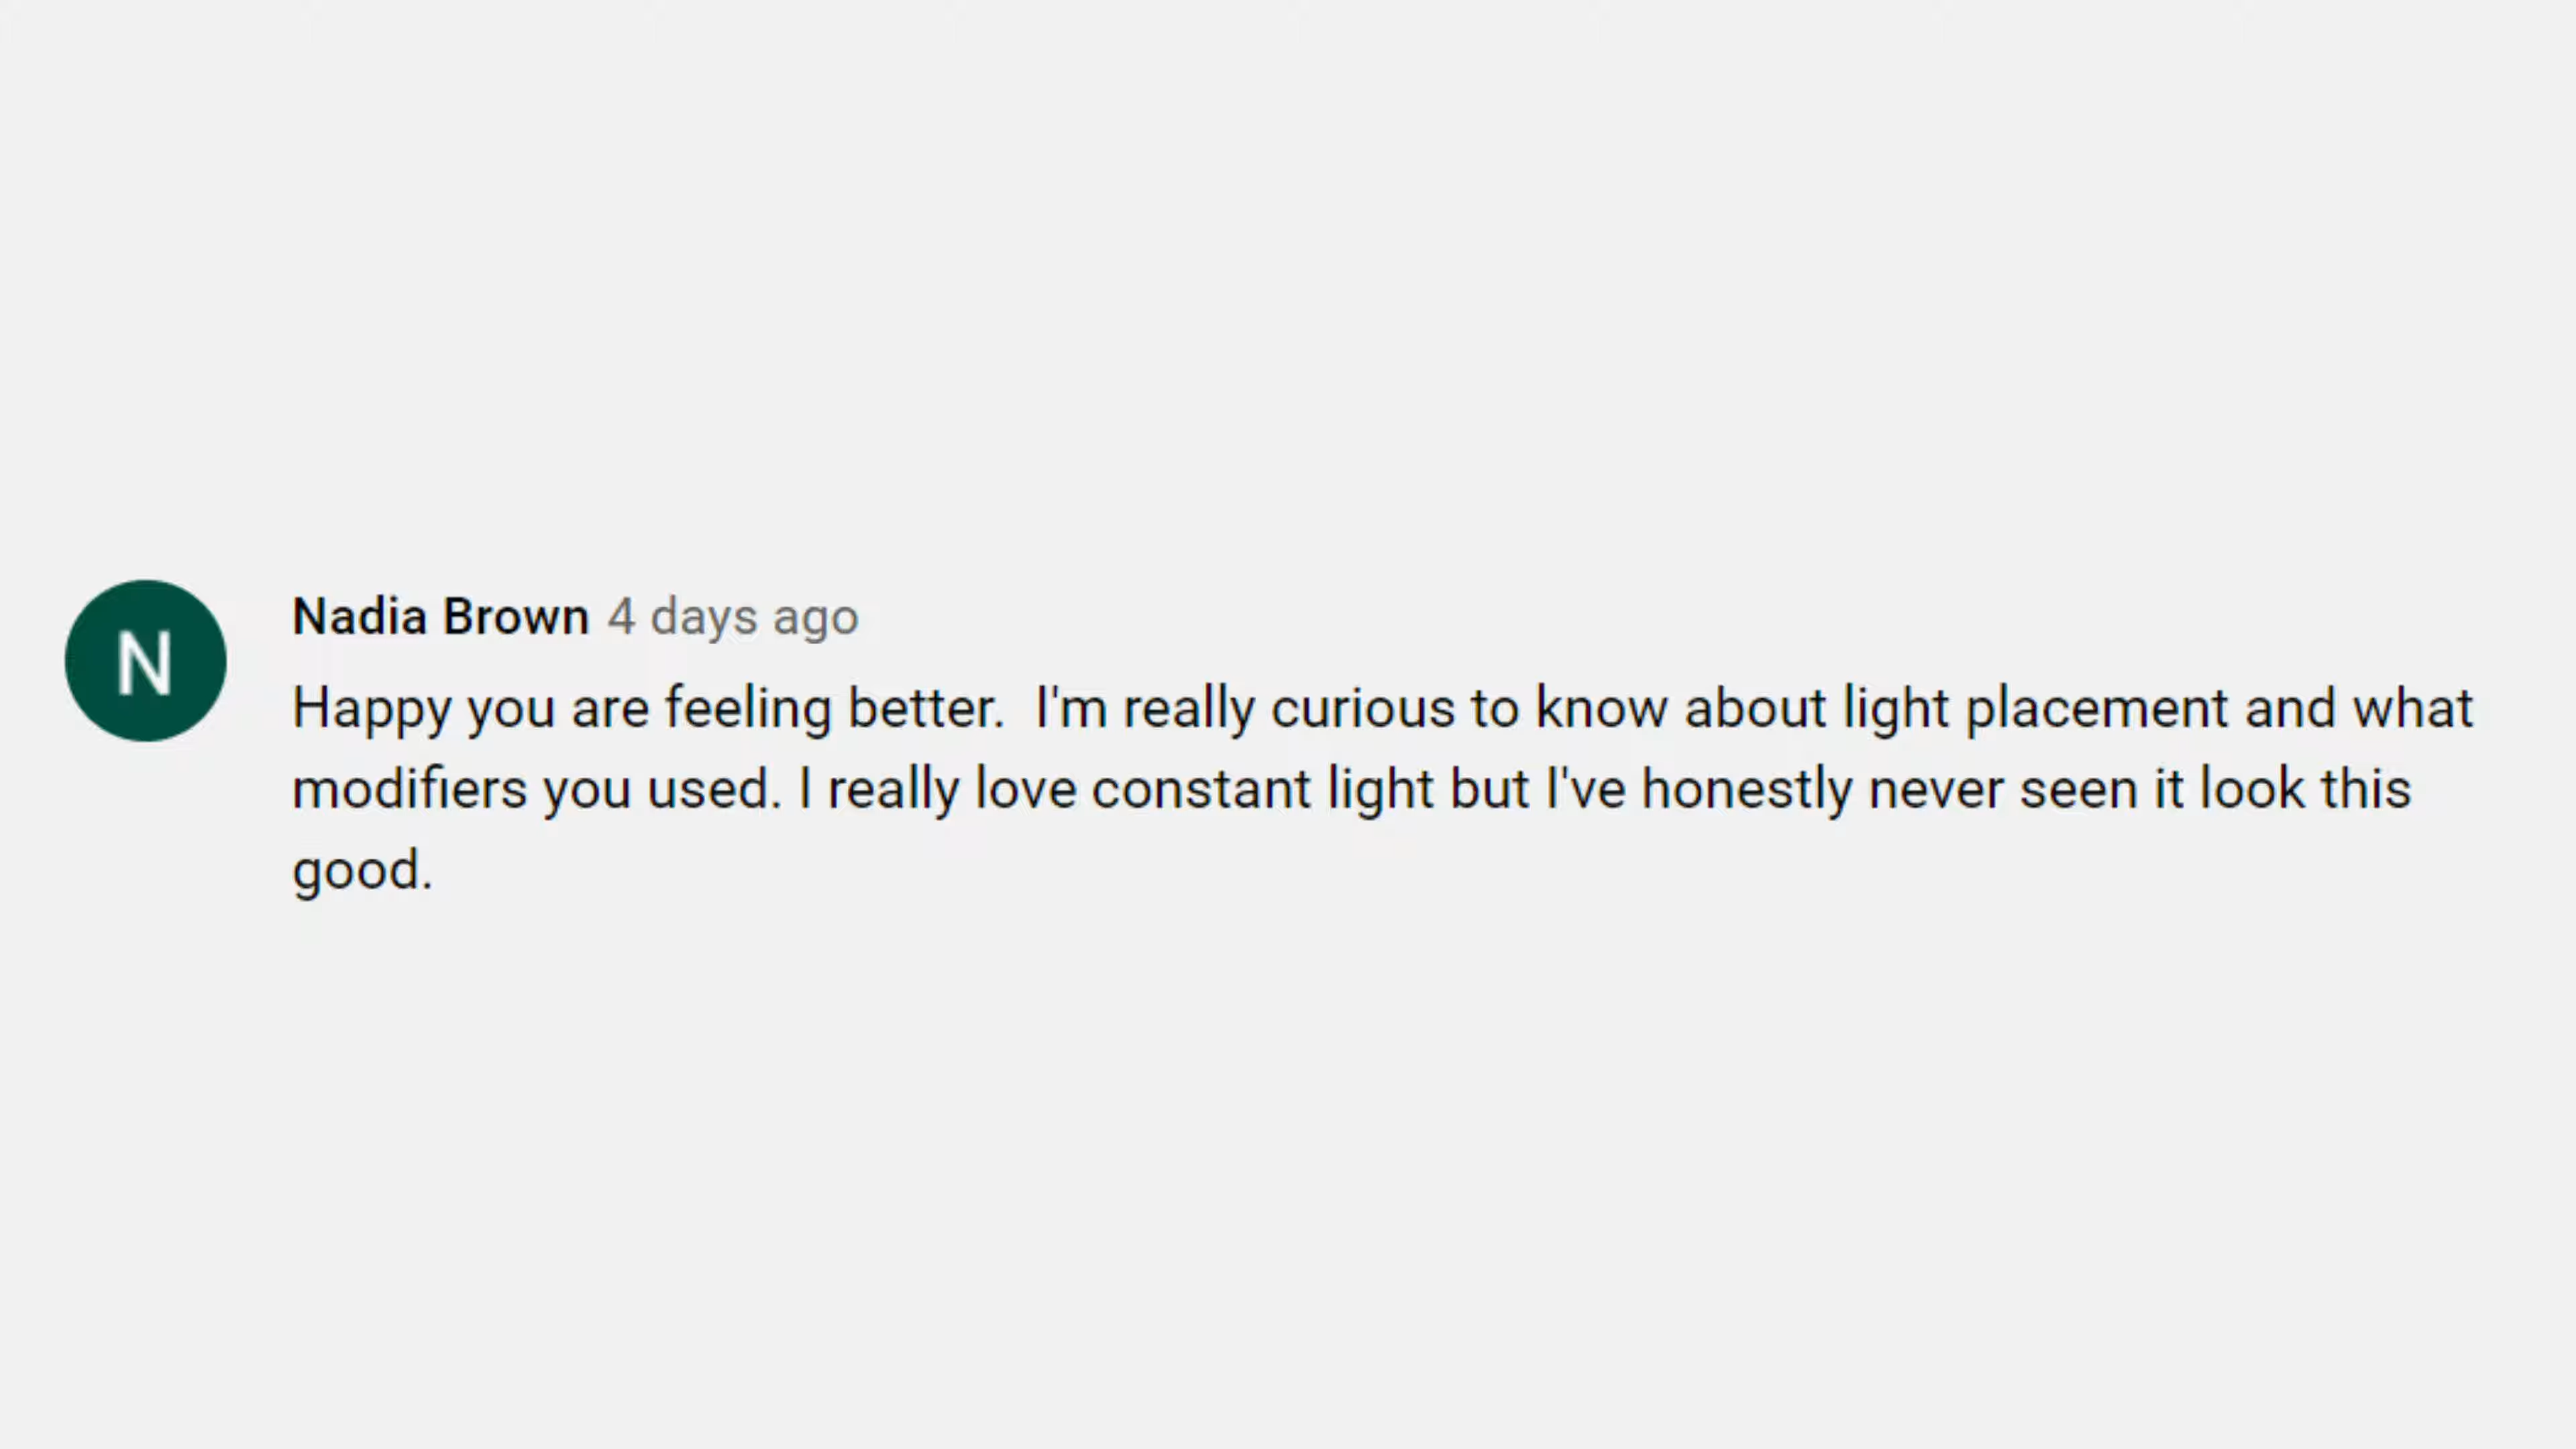 N
Nadia Brown 4 days ago
Happy you are feeling better.  I'm really curious to know about light placement and what
modifiers you used. I really love constant light but I've honestly never seen it look this
good.